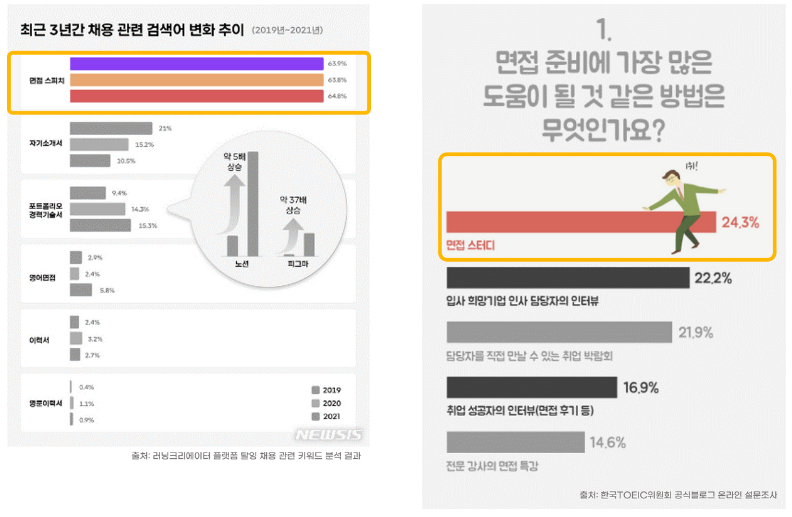 최근 3년간 채용 관련 검색어 변화 추이 (2019년~2021년)
면접 스피치
63.9%
63.8%
64.8%
자기소개서
21%
15.2%
10.5%
포트폴리오
경력기술서
9.4%
14.3%
15.3%
약 5배
상승
노션
약 37배
상승
피그마
영어면접
2.9%
2.4%
5.8%
이력서
2.4%
3.2%
2.7%
영문이력서
0.4%
1.1%
0.9%
2019
2020
2021
NEWSIS
출처: 러닝크리에이터 플랫폼 탈잉 채용 관련 키워드 분석 결과
1.
면접 준비에 가장 많은
도움이 될 것 같은 방법은
무엇인가요?
1위!
24.3%
면접 스터디
22.2%
입사 희망기업 인사 담당자의 인터뷰
21.9%
담당자를 직접 만날 수 있는 취업 박람회
16.9%
취업 성공자의 인터뷰(면접 후기 등)
14.6%
전문 강사의 면접 특강
출처: 한국TOEIC위원회 공식블로그 온라인 설문조사